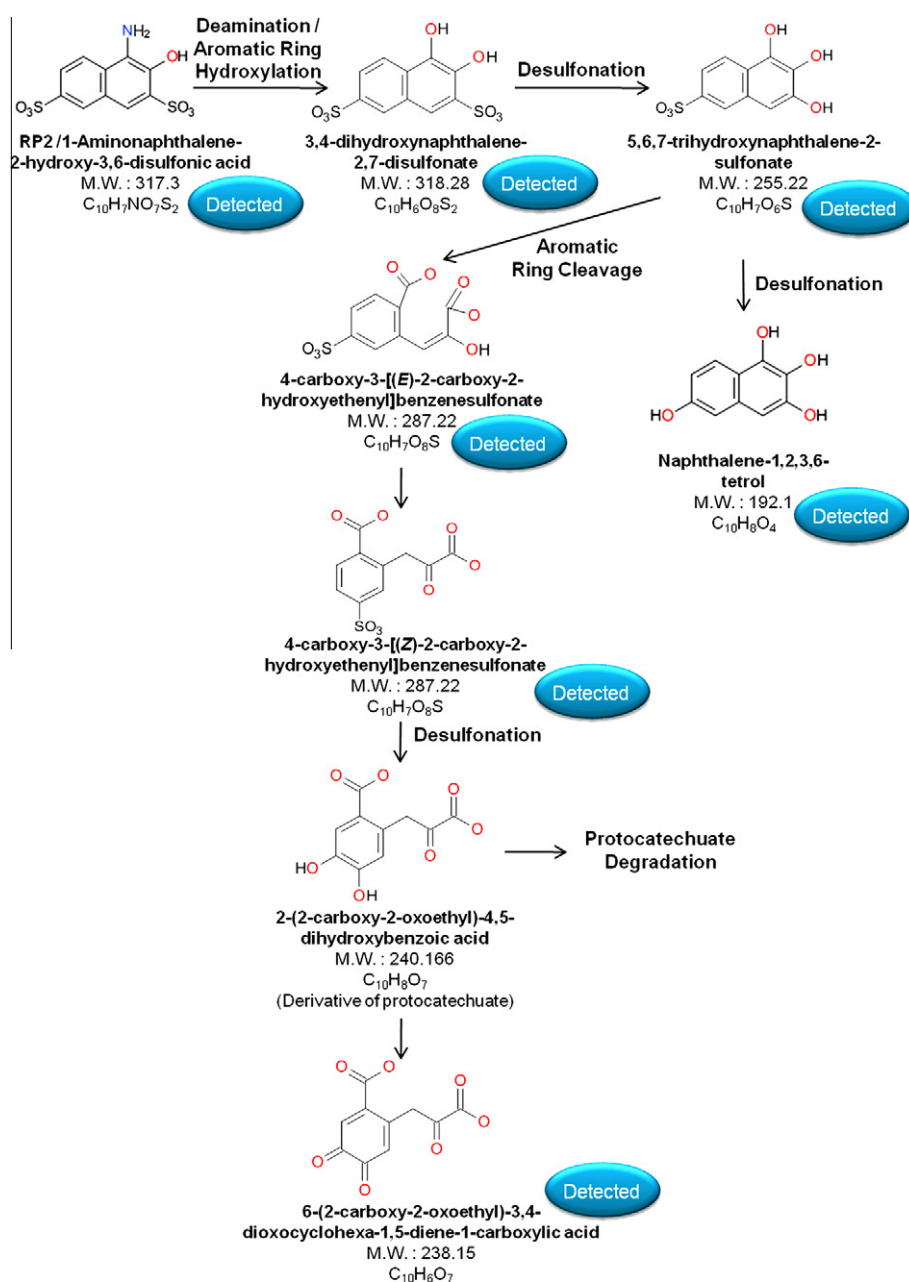 NH₂
OH
SO₃
O₃S
RP2 /1-Aminonaphthalene-
2-hydroxy-3,6-disulfonic acid
M.W. : 317.3
C₁₀H₇NO₇S₂
Detected
Deamination /
Aromatic Ring
Hydroxylation
OH
OH
O₃S
SO₃
3,4-dihydroxynaphthalene-
2,7-disulfonate
M.W. : 318.28
C₁₀H₆O₈S₂
Detected
Desulfonation
OH
OH
OH
O₃S
5,6,7-trihydroxynaphthalene-2-
sulfonate
M.W. : 255.22
C₁₀H₇O₆S
Detected
Aromatic
Ring Cleavage
Desulfonation
O
O
O
O
OH
O₃S
4-carboxy-3-[(E)-2-carboxy-2-
hydroxyethenyl]benzenesulfonate
M.W. : 287.22
C₁₀H₇O₈S
Detected
OH
OH
OH
HO
Naphthalene-1,2,3,6-
tetrol
M.W. : 192.1
C₁₀H₈O₄
Detected
O
O
O
O
O
SO₃
4-carboxy-3-[(Z)-2-carboxy-2-
hydroxyethenyl]benzenesulfonate
M.W. : 287.22
C₁₀H₇O₈S
Detected
Desulfonation
O
O
O
O
O
HO
OH
2-(2-carboxy-2-oxoethyl)-4,5-
dihydroxybenzoic acid
M.W. : 240.166
C₁₀H₈O₇
(Derivative of protocatechuate)
Protocatechuate
Degradation
O
O
O
O
O
O
O
6-(2-carboxy-2-oxoethyl)-3,4-
dioxocyclohexa-1,5-diene-1-carboxylic acid
M.W. : 238.15
C₁₀H₆O₇
Detected